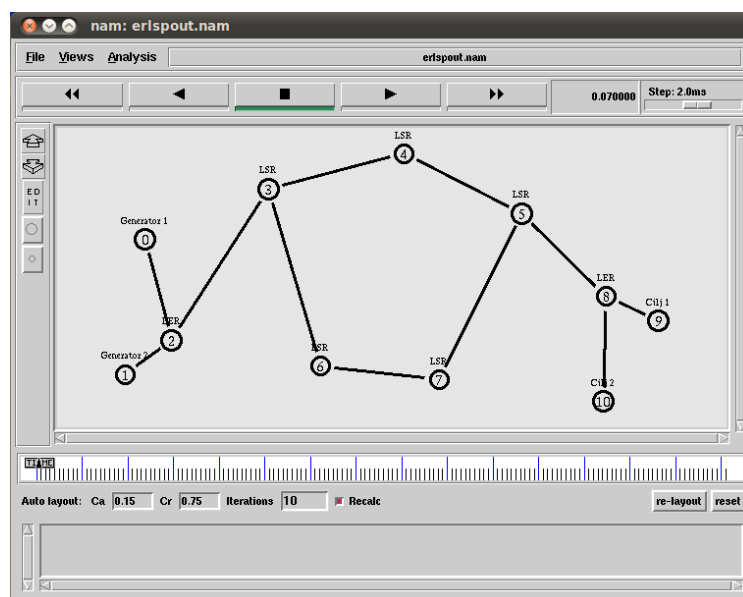 nam: erlspout.nam
File Views Analysis erlspout.nam
0.070000 Step: 2.0ms
E D
I T
LSR
4
LSR
3
LSR
5
Generator 1
0
LER
2
Generator 2
1
LSR
6
LSR
7
LER
8
Cilj 1
9
Cilj 2
10
TIME
Auto layout: Ca 0.15 Cr 0.75 Iterations 10 Recalc re-layout reset